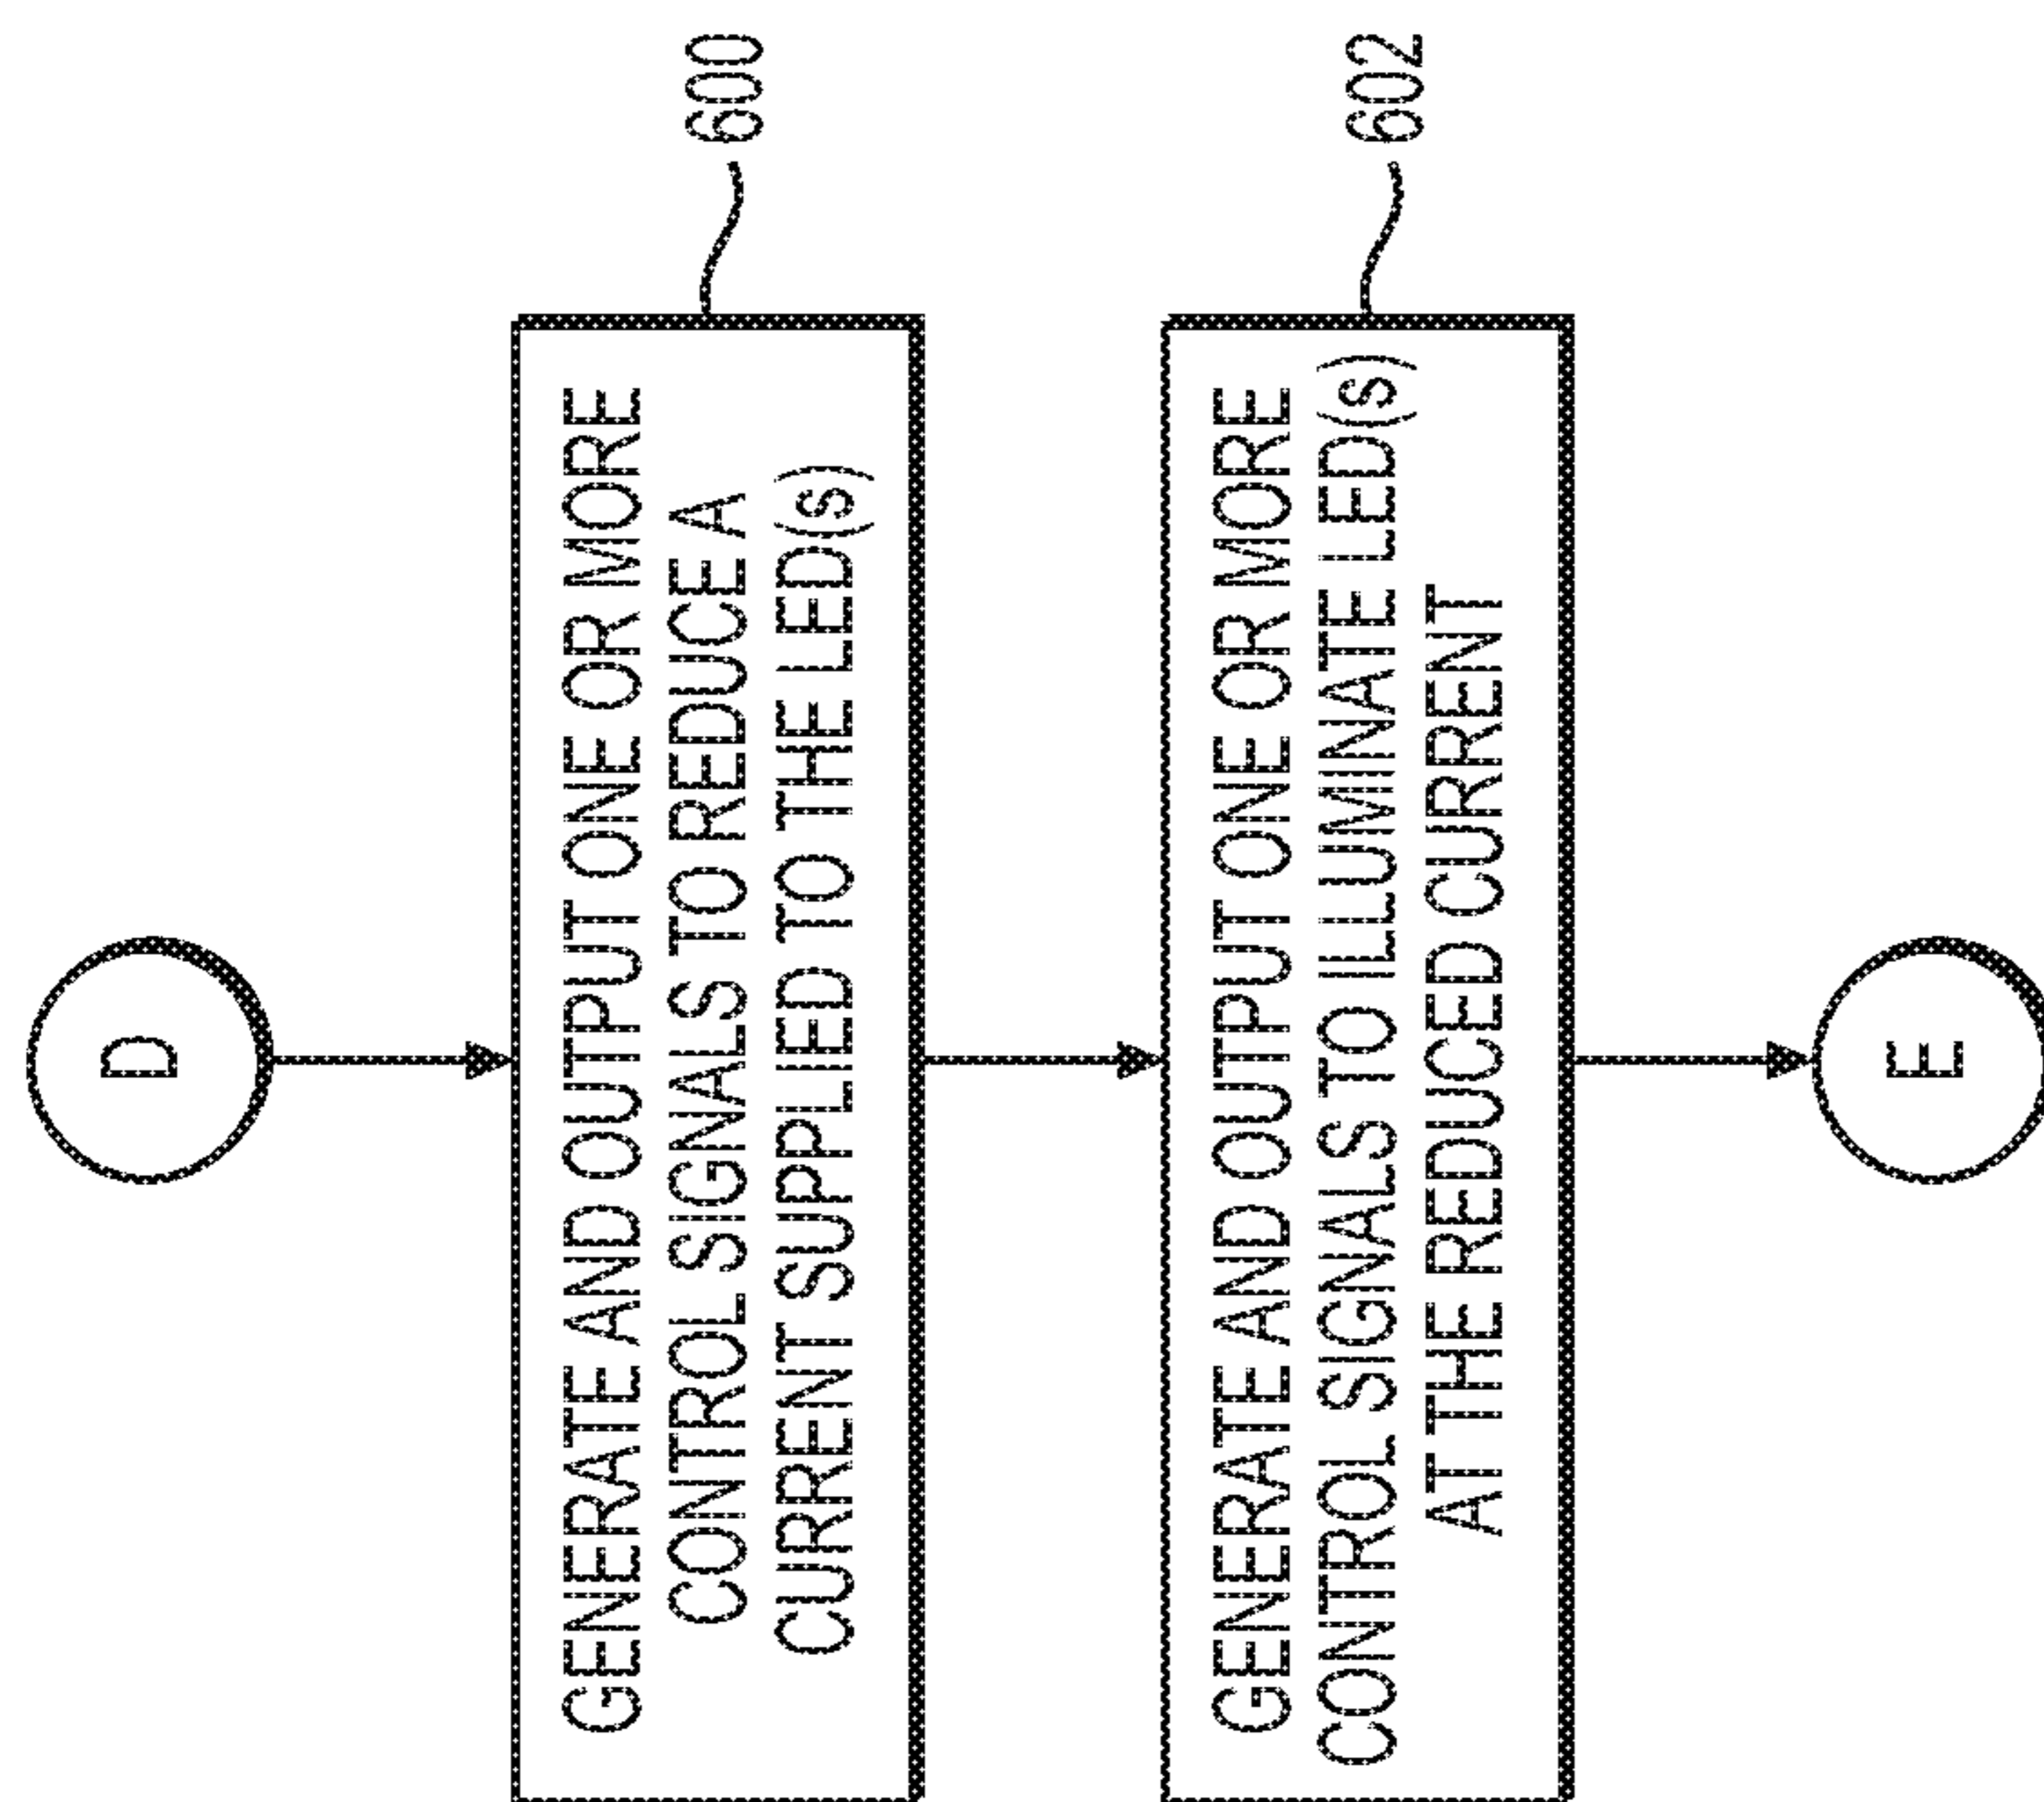 D
GENERATE AND OUTPUT ONE OR MORE
CONTROL SIGNALS TO REDUCE A
CURRENT SUPPLIED TO THE LED(s)
600
GENERATE AND OUTPUT ONE OR MORE
CONTROL SIGNALS TO ILLUMINATE LED(s)
AT THE REDUCED CURRENT
602
E